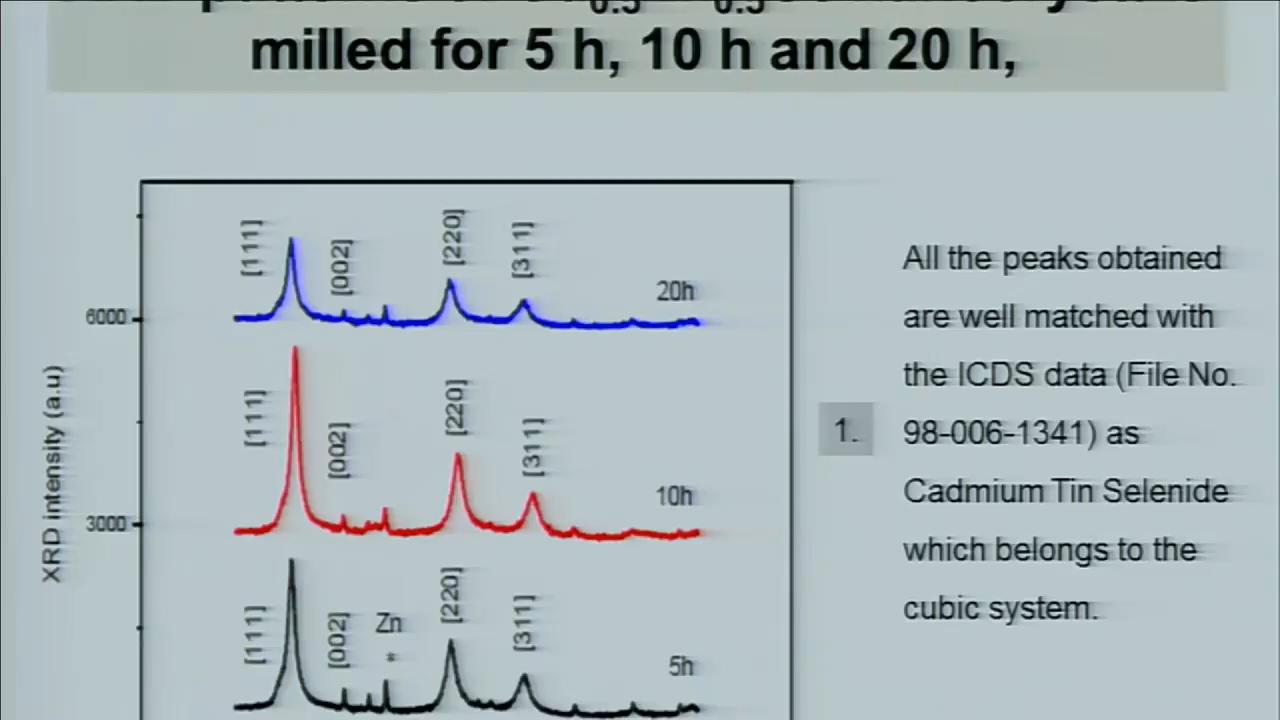 milled for 5 h, 10 h and 20 h,
[111]
[002]
[220]
[311]
20h
6000
[111]
[002]
[220]
[311]
10h
3000
XRD intensity (a.u)
[111]
[002]
Zn
*
[220]
[311]
5h
1.
All the peaks obtained
are well matched with
the ICDS data (File No.
98-006-1341) as
Cadmium Tin Selenide
which belongs to the
cubic system.